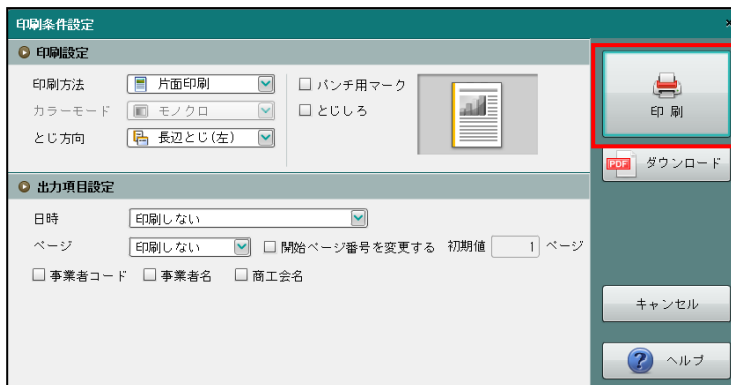 印刷条件設定
印刷設定
印刷方法 片面印刷 パンチ用マーク
カラーモード モノクロ とじしろ
とじ方向 長辺とじ(左)
出力項目設定
日時 印刷しない
ページ 印刷しない 開始ページ番号を変更する 初期値 1 ページ
事業者コード 事業者名 商工会名
印 刷
PDF ダウンロード
キャンセル
? ヘルプ